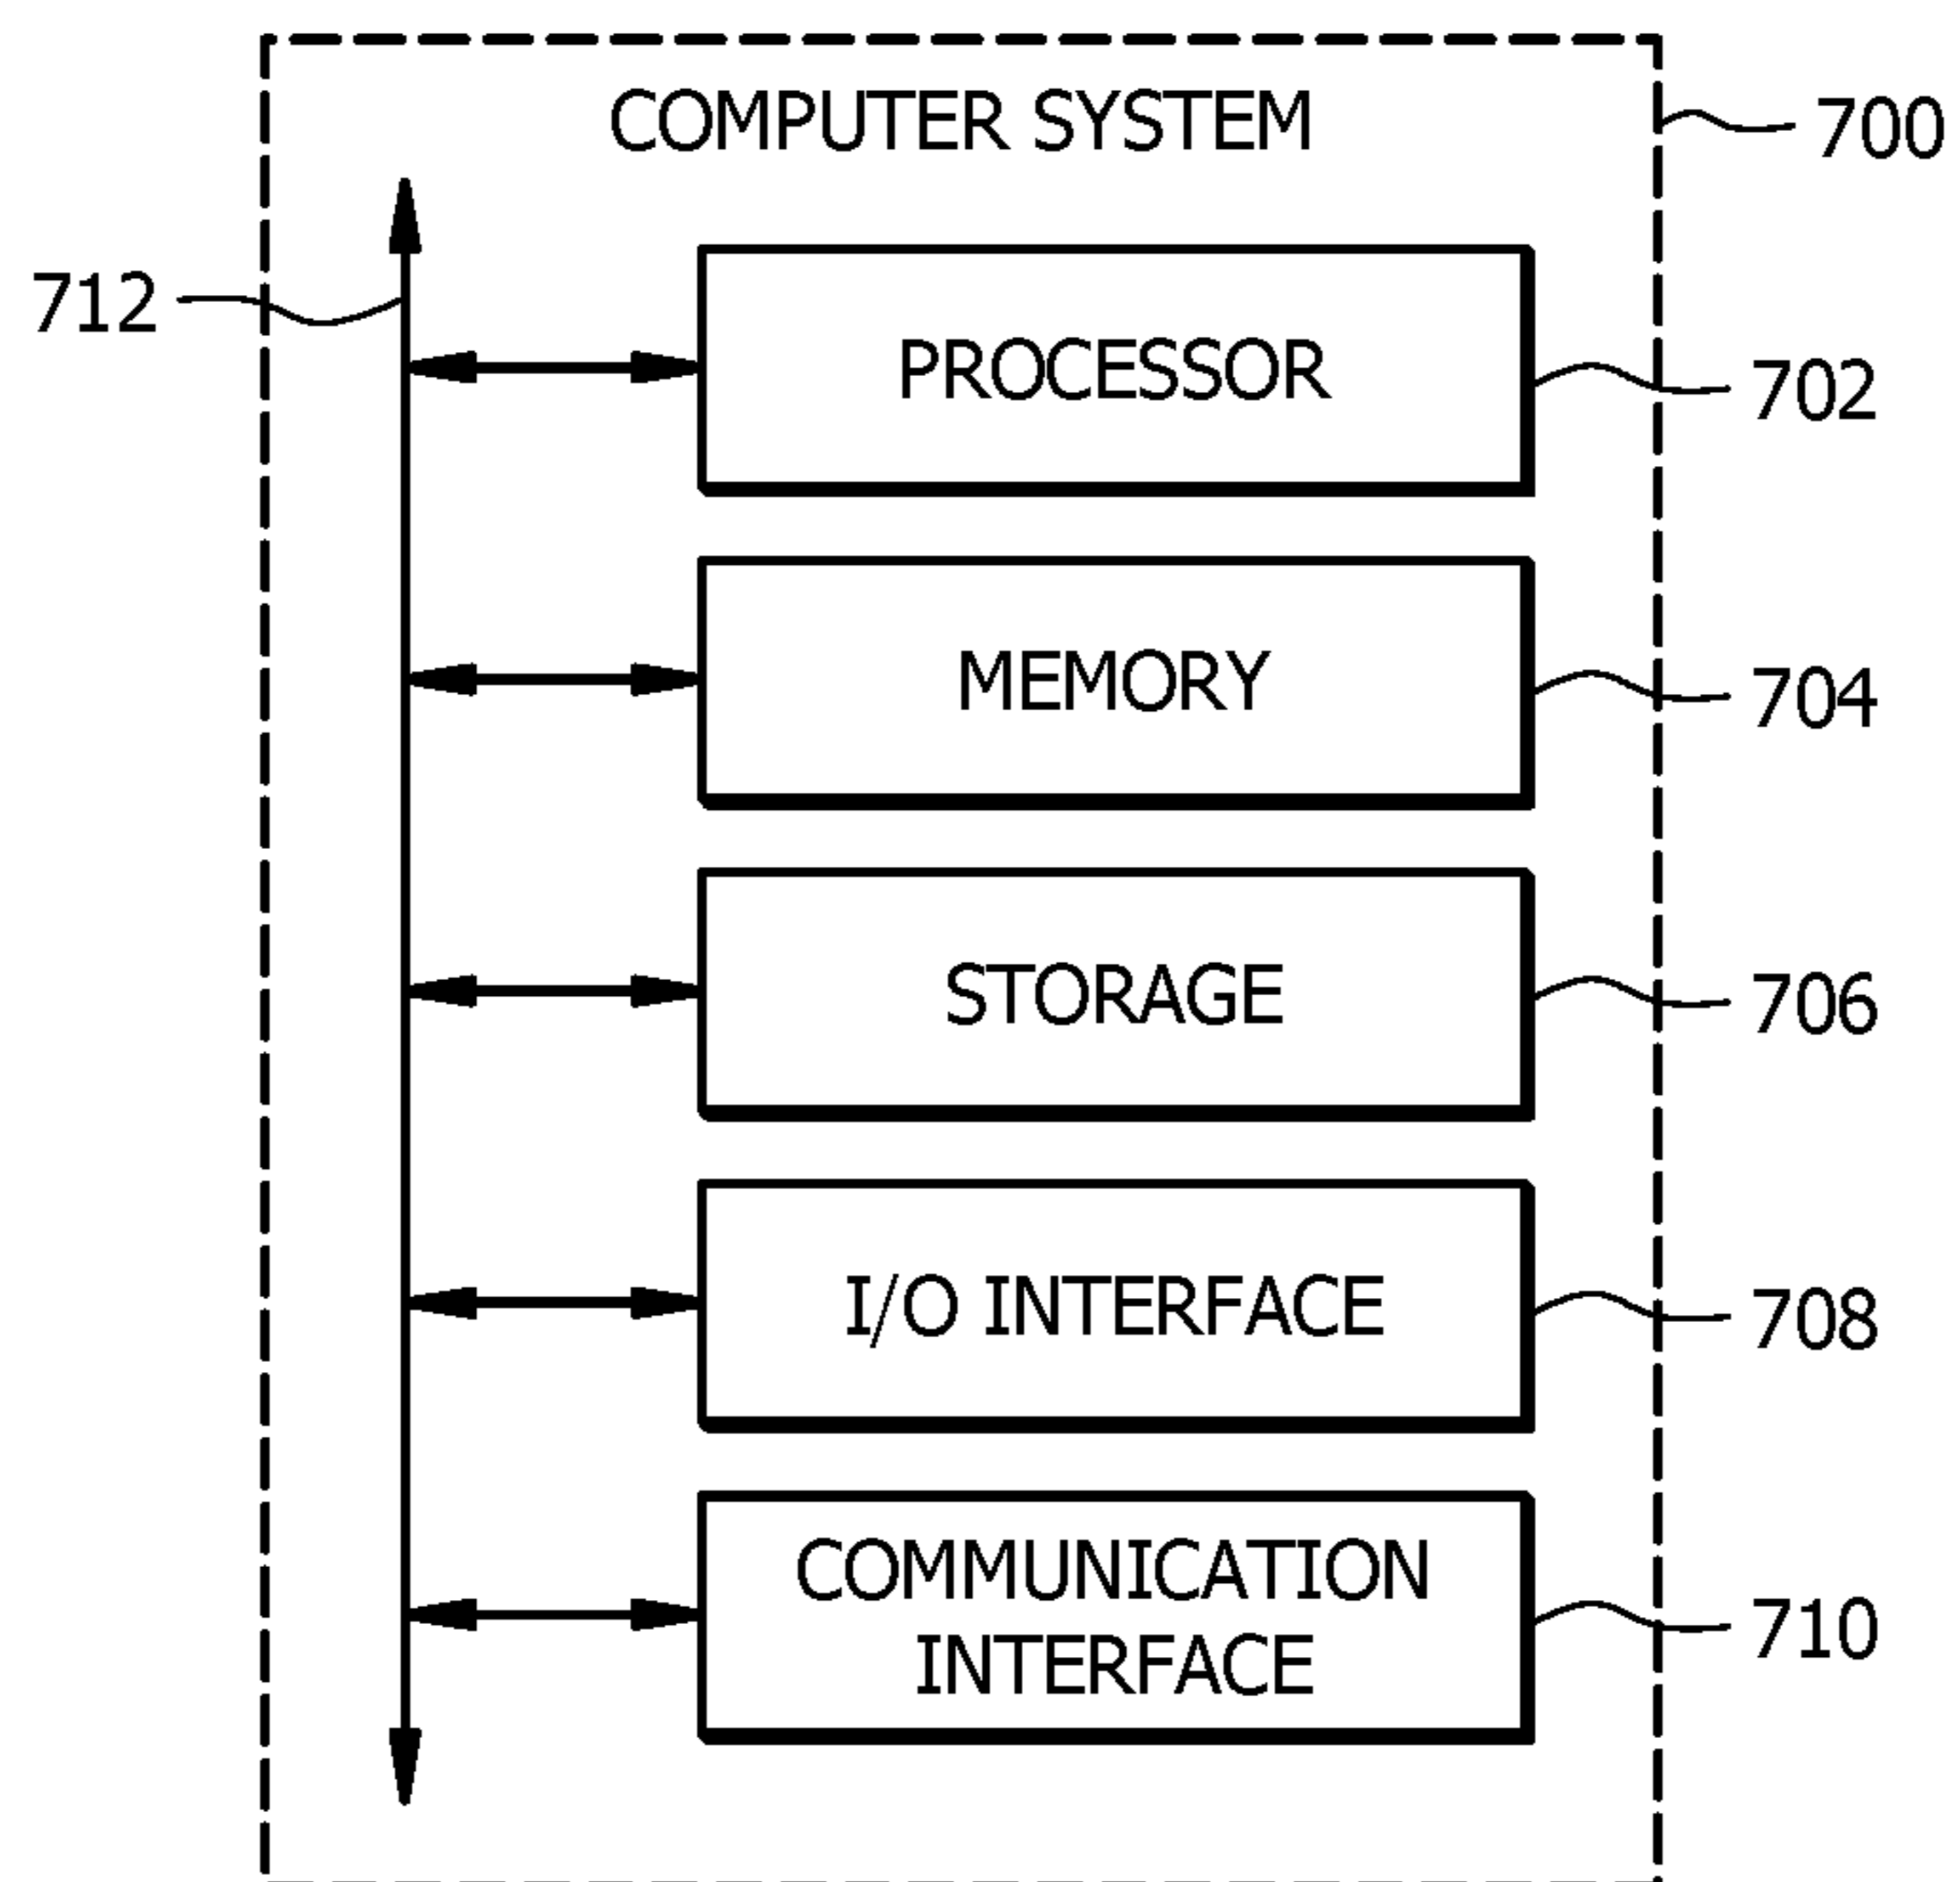 COMPUTER SYSTEM
700
712
PROCESSOR
702
MEMORY
704
STORAGE
706
I/O INTERFACE
708
COMMUNICATION
INTERFACE
710